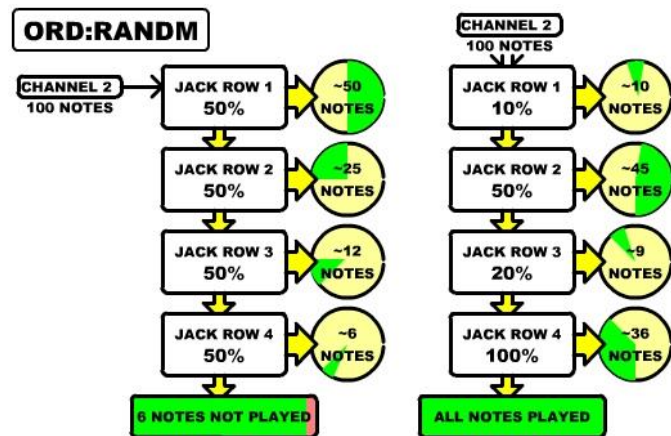 ORD:RANDM
CHANNEL 2
100 NOTES
JACK ROW 1
50%
~50
NOTES
JACK ROW 2
50%
~25
NOTES
JACK ROW 3
50%
~12
NOTES
JACK ROW 4
50%
~6
NOTES
6 NOTES NOT PLAYED
CHANNEL 2
100 NOTES
JACK ROW 1
10%
~10
NOTES
JACK ROW 2
50%
~45
NOTES
JACK ROW 3
20%
~9
NOTES
JACK ROW 4
100%
~36
NOTES
ALL NOTES PLAYED